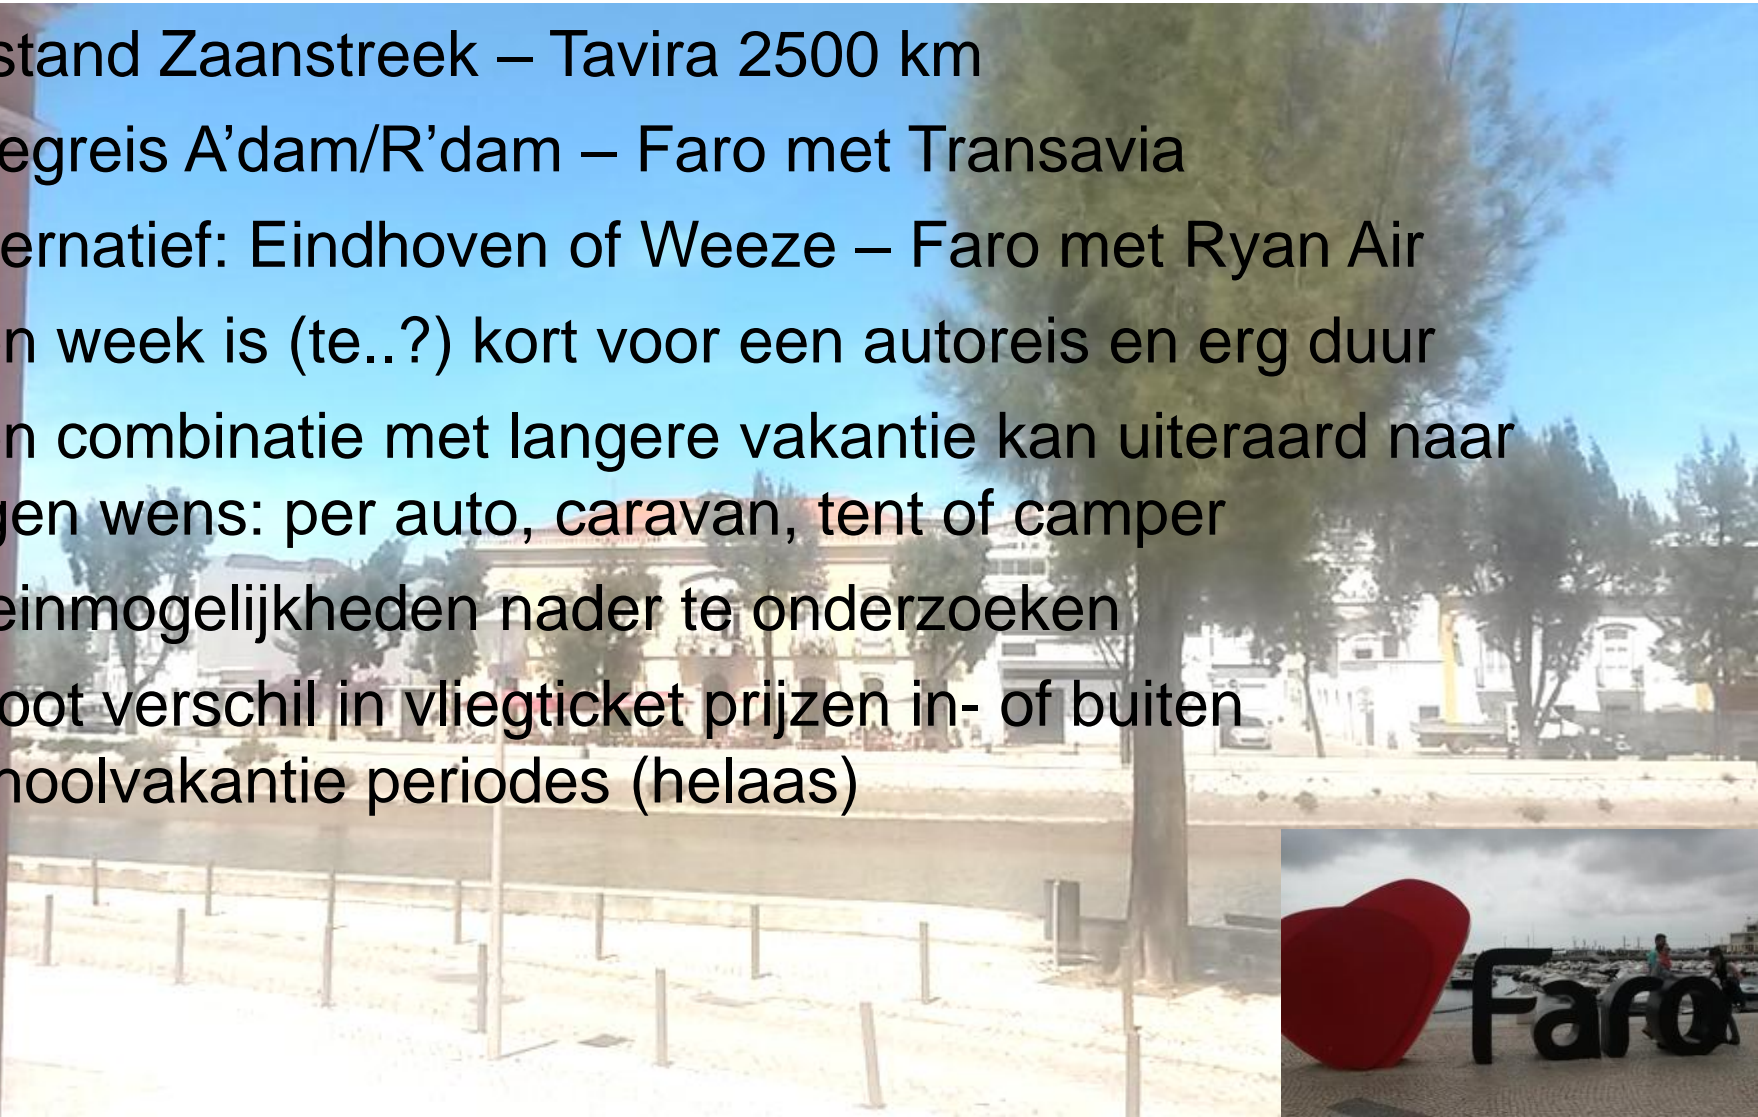 stand Zaanstreek – Tavira 2500 km
egreis A’dam/R’dam – Faro met Transavia
ernatief: Eindhoven of Weeze – Faro met Ryan Air
n week is (te..?) kort voor een autoreis en erg duur
n combinatie met langere vakantie kan uiteraard naar
gen wens: per auto, caravan, tent of camper
einmogelijkheden nader te onderzoeken
oot verschil in vliegticket prijzen in- of buiten
hoolvakantie periodes (helaas)
Faro